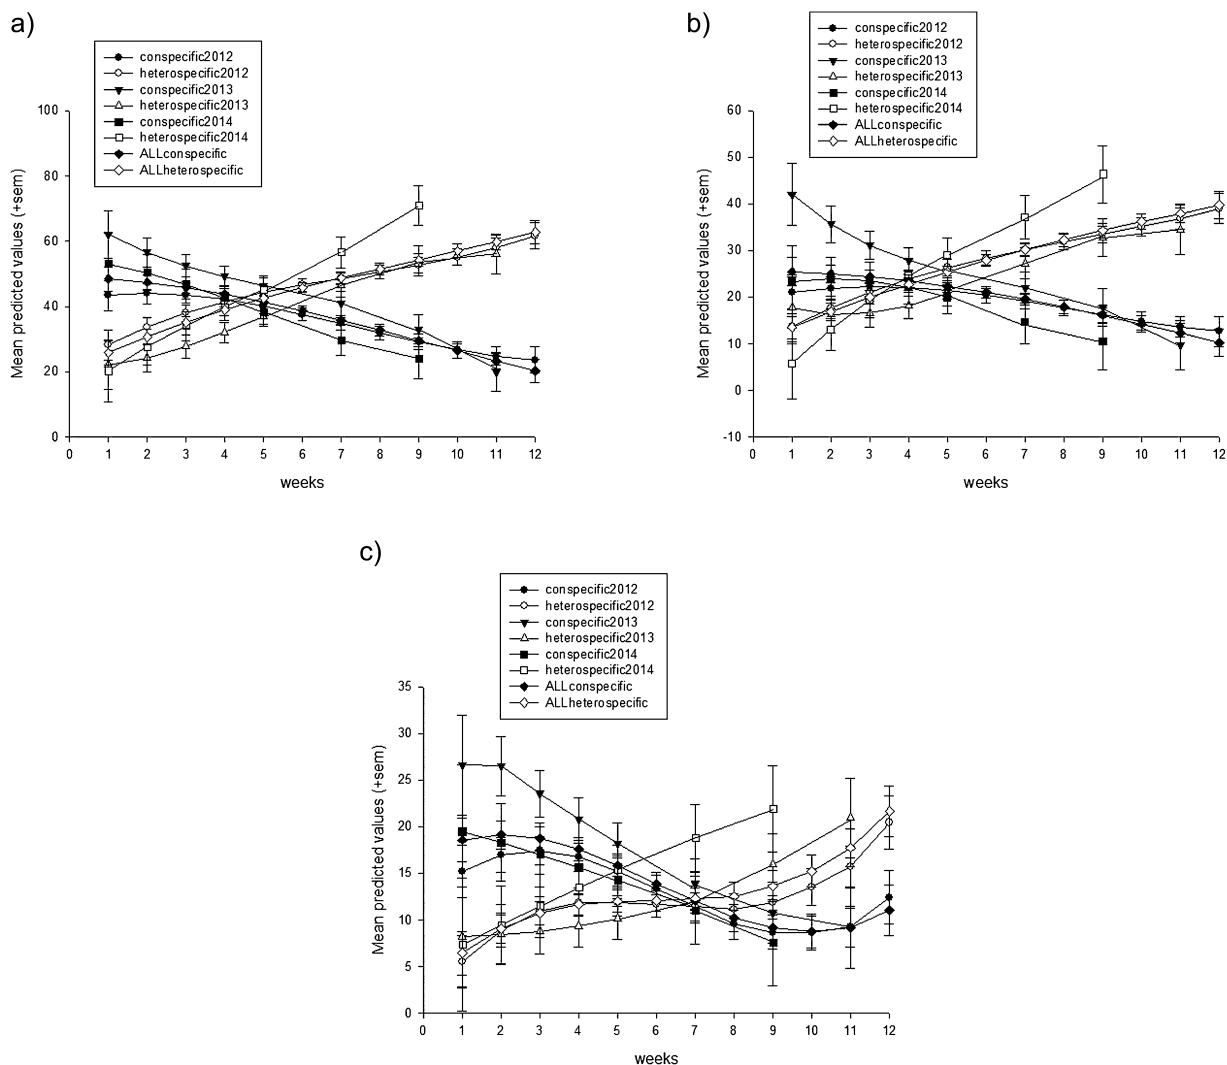 a)
conspecific2012
heterospecific2012
conspecific2013
heterospecific2013
conspecific2014
heterospecific2014
ALLconspecific
ALLheterospecific
Mean predicted values (+sem)
100
80
60
40
20
0
0 1 2 3 4 5 6 7 8 9 10 11 12
weeks
b)
conspecific2012
heterospecific2012
conspecific2013
heterospecific2013
conspecific2014
heterospecific2014
ALLconspecific
ALLheterospecific
Mean predicted values (+sem)
60
50
40
30
20
10
0
-10
0 1 2 3 4 5 6 7 8 9 10 11 12
weeks
c)
conspecific2012
heterospecific2012
conspecific2013
heterospecific2013
conspecific2014
heterospecific2014
ALLconspecific
ALLheterospecific
Mean predicted values (+sem)
35
30
25
20
15
10
5
0
0 1 2 3 4 5 6 7 8 9 10 11 12
weeks